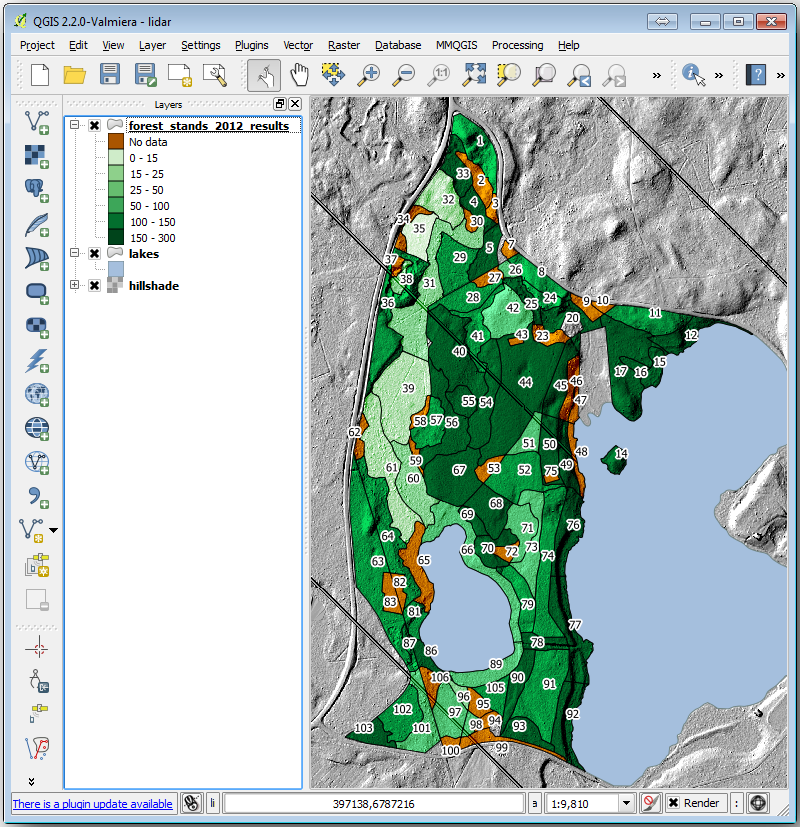 QGIS 2.2.0-Valmiera - lidar
Project Edit View Layer Settings Plugins Vector Raster Database MMQGIS Processing Help
1:1
» » »
?
Layers
forest stands 2012 results
No data
0 - 15
15 - 25
25 - 50
50 - 100
100 - 150
150 - 300
lakes
hillshade
1
33 2
32 4 3
34 30
35 5 7
37 29 26 8
38 31 27
36 28 42 25 24 9 10
20 11
41 43 23 12
40 15
17 16
39 44 45 46
55 54 47
62 58 57 56
51 50 48 14
59
61 60 67 53 52 75 49
68
69 71 76
64 66 70 72 73 74
63 65
82
83
81 79
77
87 86 78
89
106 90
105 91
96
102 97 95
94 92
103 101 98 93
100 99
There is a plugin update available
li
397138,6787216
a
1:9,810
Render
: